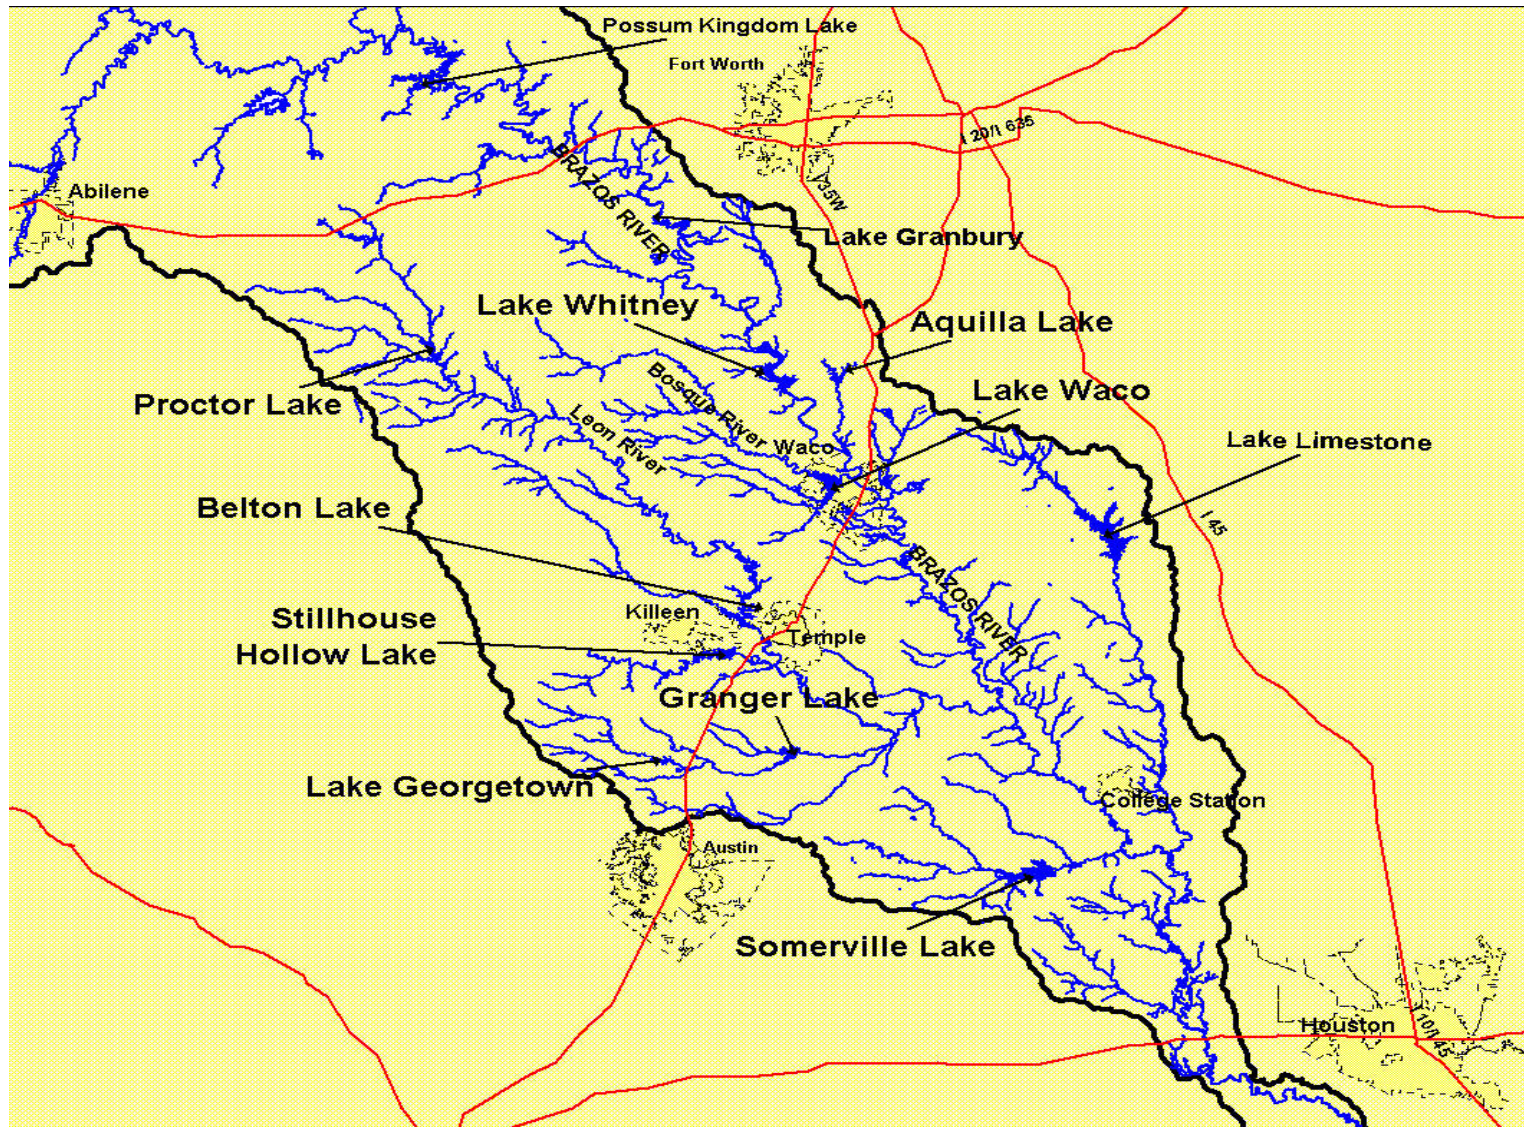 Possum Kingdom Lake
Fort Worth
I 20/I 635
BRAZOS RIVER
Abilene
I 35W
Lake Granbury
Lake Whitney
Aquilla Lake
Bosque River
Lake Waco
Proctor Lake
Leon River
Waco
Lake Limestone
Belton Lake
I 45
BRAZOS RIVER
Stillhouse
Hollow Lake
Killeen
Temple
Granger Lake
Lake Georgetown
College Station
Austin
Somerville Lake
Houston
I 10/I 45